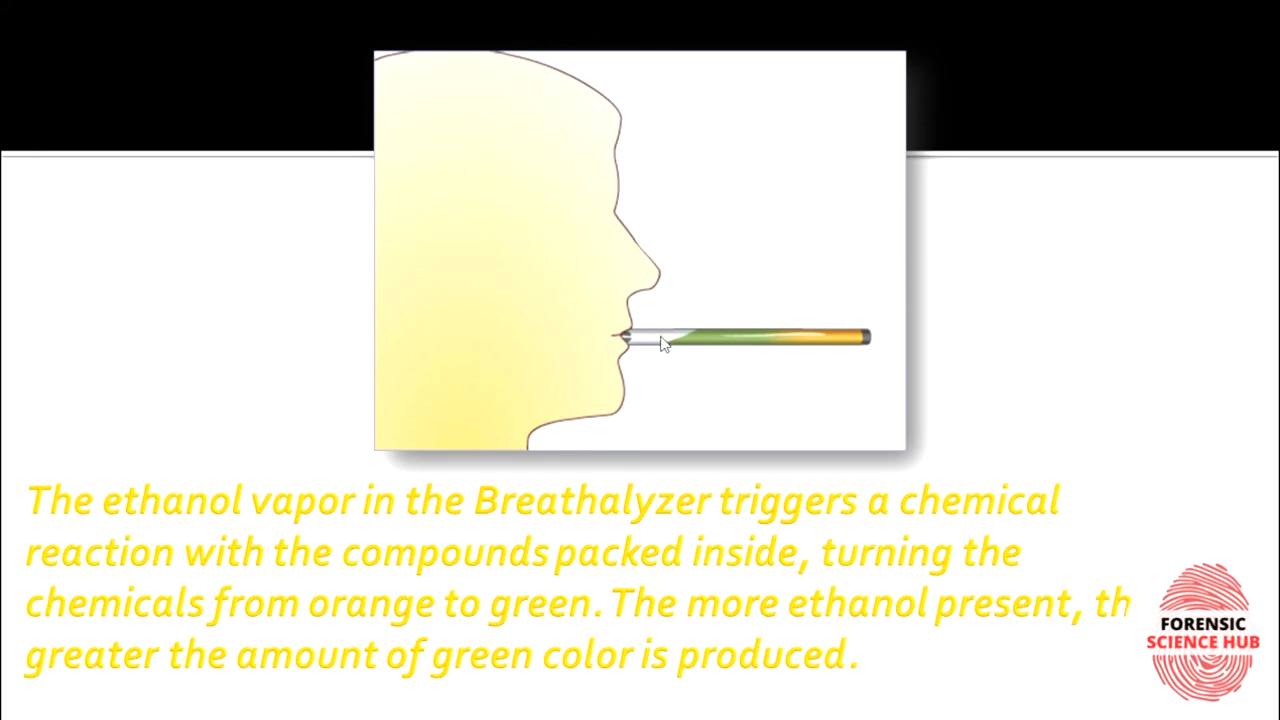 The ethanol vapor in the Breathalyzer triggers a chemical
reaction with the compounds packed inside, turning the
chemicals from orange to green. The more ethanol present, th
greater the amount of green color is produced.
FORENSIC
SCIENCE HUB